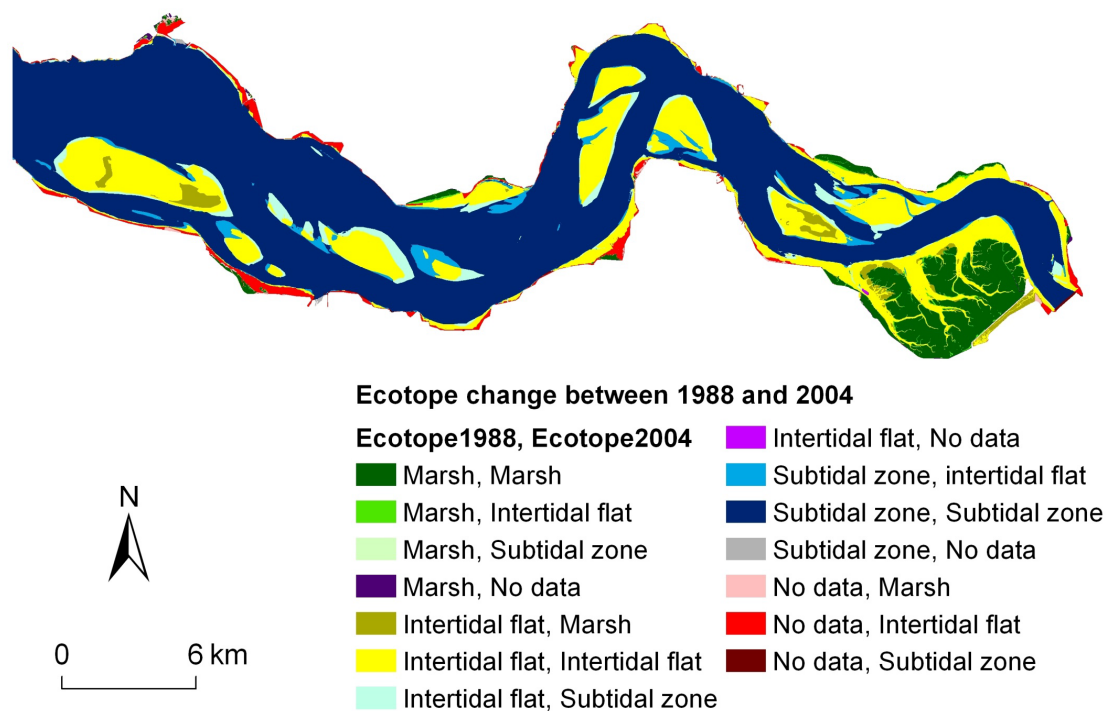 Ecotope change between 1988 and 2004
Ecotope1988, Ecotope2004
Marsh, Marsh
Marsh, Intertidal flat
Marsh, Subtidal zone
Marsh, No data
Intertidal flat, Marsh
Intertidal flat, Intertidal flat
Intertidal flat, Subtidal zone
Intertidal flat, No data
Subtidal zone, intertidal flat
Subtidal zone, Subtidal zone
Subtidal zone, No data
No data, Marsh
No data, Intertidal flat
No data, Subtidal zone
N
0 6 km